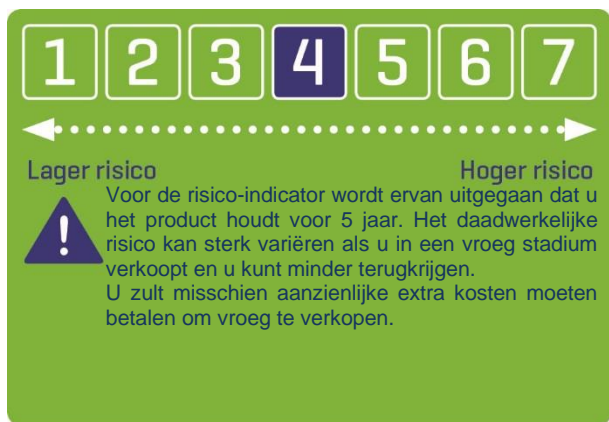 1 2 3 4 5 6 7
Lager risico Hoger risico
Voor de risico-indicator wordt ervan uitgegaan dat u
het product houdt voor 5 jaar. Het daadwerkelijke
risico kan sterk variëren als u in een vroeg stadium
verkoopt en u kunt minder terugkrijgen.
U zult misschien aanzienlijke extra kosten moeten
betalen om vroeg te verkopen.